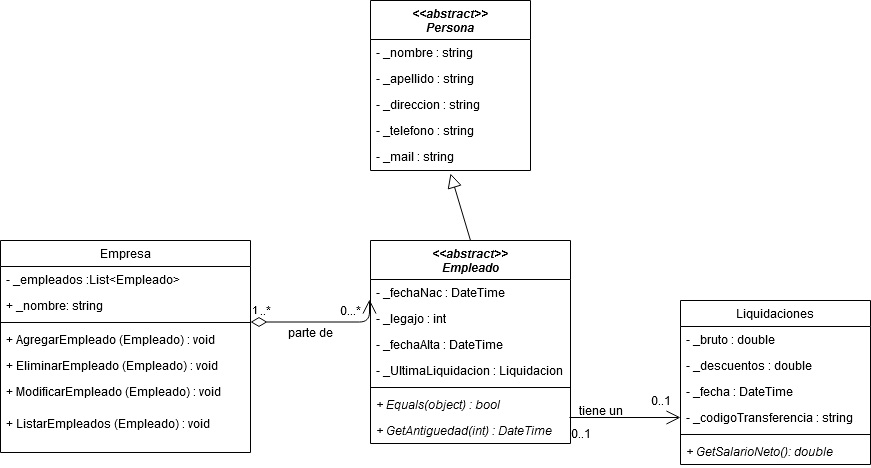 <<abstract>>
Persona
- _nombre : string
- _apellido : string
- _direccion : string
- _telefono : string
- _mail : string
Empresa
- _empleados :List<Empleado>
+ _nombre: string
+ AgregarEmpleado (Empleado) : void
+ EliminarEmpleado (Empleado) : void
+ ModificarEmpleado (Empleado) : void
+ ListarEmpleados (Empleado) : void
1..*
0...*
parte de
<<abstract>>
Empleado
- _fechaNac : DateTime
- _legajo : int
- _fechaAlta : DateTime
- _UltimaLiquidacion : Liquidacion
+ Equals(object) : bool
+ GetAntiguedad(int) : DateTime
tiene un
0..1
0..1
Liquidaciones
- _bruto : double
- _descuentos : double
- _fecha : DateTime
- _codigoTransferencia : string
+ GetSalarioNeto(): double